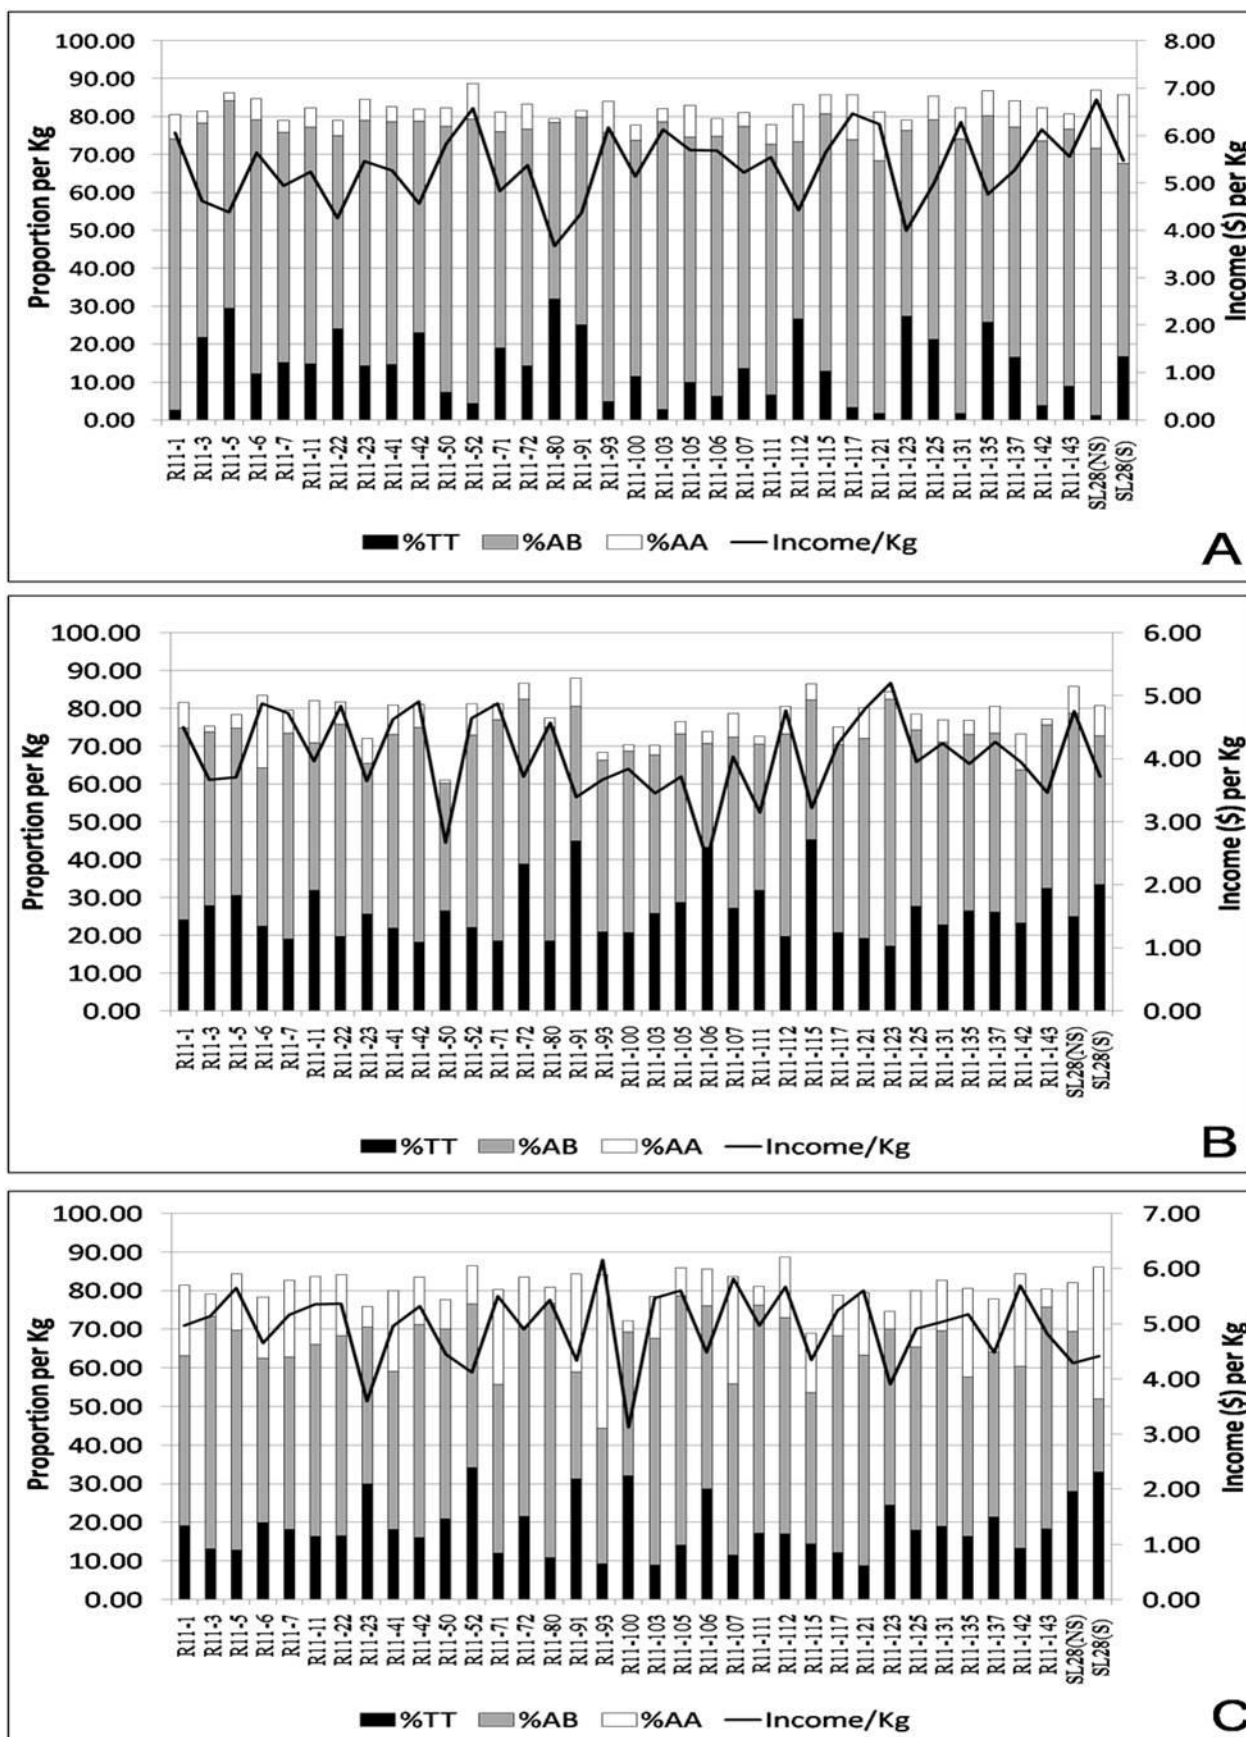 100.00
90.00
80.00
70.00
60.00
50.00
40.00
30.00
20.00
10.00
0.00
Proportion per Kg
8.00
7.00
6.00
5.00
4.00
3.00
2.00
1.00
0.00
Income ($) per Kg
R11-1
R11-3
R11-5
R11-6
R11-7
R11-11
R11-22
R11-23
R11-41
R11-42
R11-50
R11-52
R11-71
R11-72
R11-80
R11-91
R11-93
R11-100
R11-103
R11-105
R11-106
R11-107
R11-111
R11-112
R11-115
R11-117
R11-121
R11-123
R11-125
R11-131
R11-135
R11-137
R11-142
R11-143
SL28(NS)
SL28(S)
%TT %AB %AA Income/Kg
A
100.00
90.00
80.00
70.00
60.00
50.00
40.00
30.00
20.00
10.00
0.00
Proportion per Kg
6.00
5.00
4.00
3.00
2.00
1.00
0.00
Income ($) per Kg
R11-1
R11-3
R11-5
R11-6
R11-7
R11-11
R11-22
R11-23
R11-41
R11-42
R11-50
R11-52
R11-71
R11-72
R11-80
R11-91
R11-93
R11-100
R11-103
R11-105
R11-106
R11-107
R11-111
R11-112
R11-115
R11-117
R11-121
R11-123
R11-125
R11-131
R11-135
R11-137
R11-142
R11-143
SL28(NS)
SL28(S)
%TT %AB %AA Income/Kg
B
100.00
90.00
80.00
70.00
60.00
50.00
40.00
30.00
20.00
10.00
0.00
Proportion per Kg
7.00
6.00
5.00
4.00
3.00
2.00
1.00
0.00
Income ($) per Kg
R11-1
R11-3
R11-5
R11-6
R11-7
R11-11
R11-22
R11-23
R11-41
R11-42
R11-50
R11-52
R11-71
R11-72
R11-80
R11-91
R11-93
R11-100
R11-103
R11-105
R11-106
R11-107
R11-111
R11-112
R11-115
R11-117
R11-121
R11-123
R11-125
R11-131
R11-135
R11-137
R11-142
R11-143
SL28(NS)
SL28(S)
%TT %AB %AA Income/Kg
C